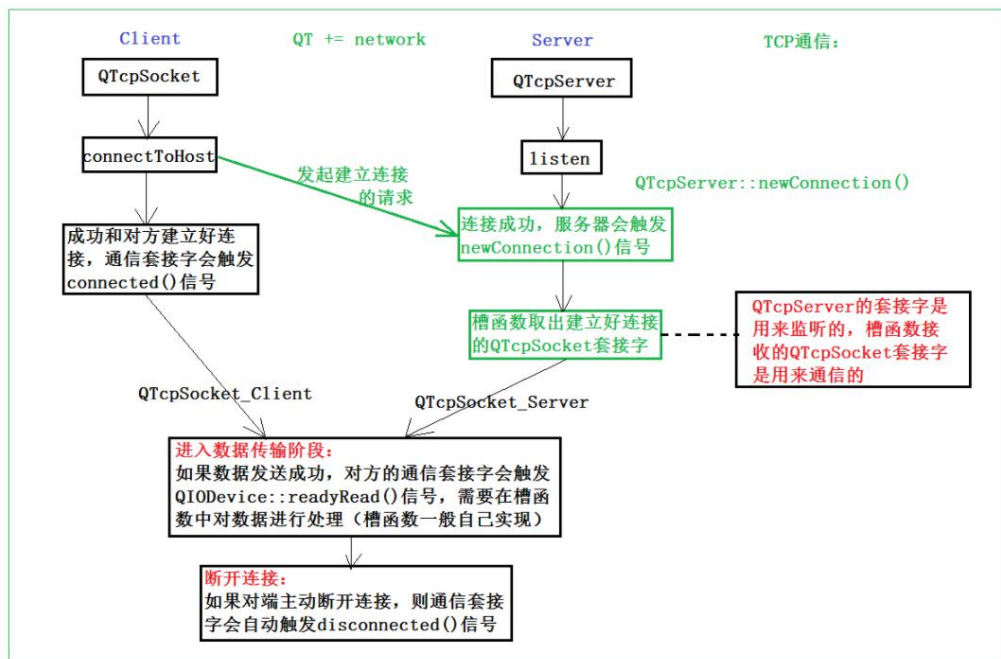 Client
QT += network
Server
TCP通信：
QTcpSocket
QTcpServer
connectToHost
listen
发起建立连接
的请求
QTcpServer::newConnection()
成功和对方建立好连
接，通信套接字会触发
connected()信号
连接成功，服务器会触发
newConnection()信号
槽函数取出建立好连接
的QTcpSocket套接字
QTcpServer的套接字是
用来监听的，槽函数接
收的QTcpSocket套接字
是用来通信的
QTcpSocket_Client
QTcpSocket_Server
进入数据传输阶段：
如果数据发送成功，对方的通信套接字会触发
QIODevice::readyRead()信号，需要在槽函
数中对数据进行处理（槽函数一般自己实现）
断开连接：
如果对端主动断开连接，则通信套接
字会自动触发disconnected()信号